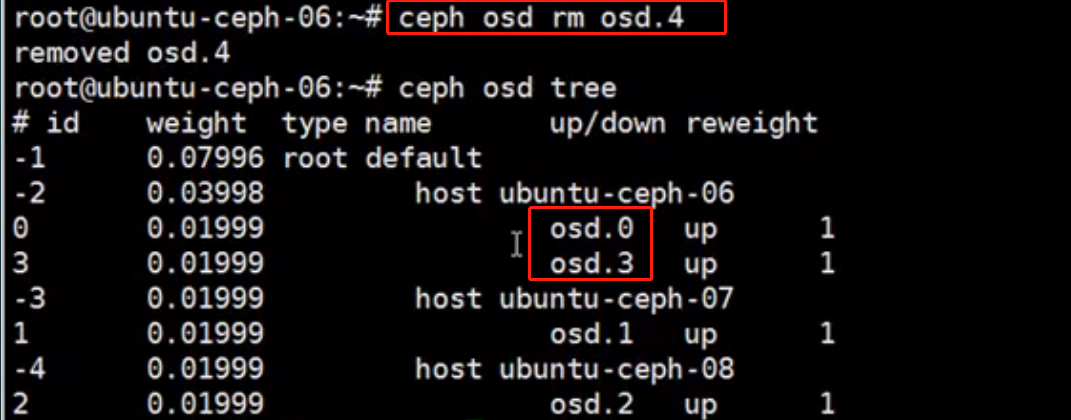 root@ubuntu-ceph-06:~# ceph osd rm osd.4
removed osd.4
root@ubuntu-ceph-06:~# ceph osd tree
# id    weight  type name       up/down reweight
-1      0.07996 root default
-2      0.03998         host ubuntu-ceph-06
0       0.01999                 osd.0   up      1
3       0.01999                 osd.3   up      1
-3      0.01999         host ubuntu-ceph-07
1       0.01999                 osd.1   up      1
-4      0.01999         host ubuntu-ceph-08
2       0.01999                 osd.2   up      1